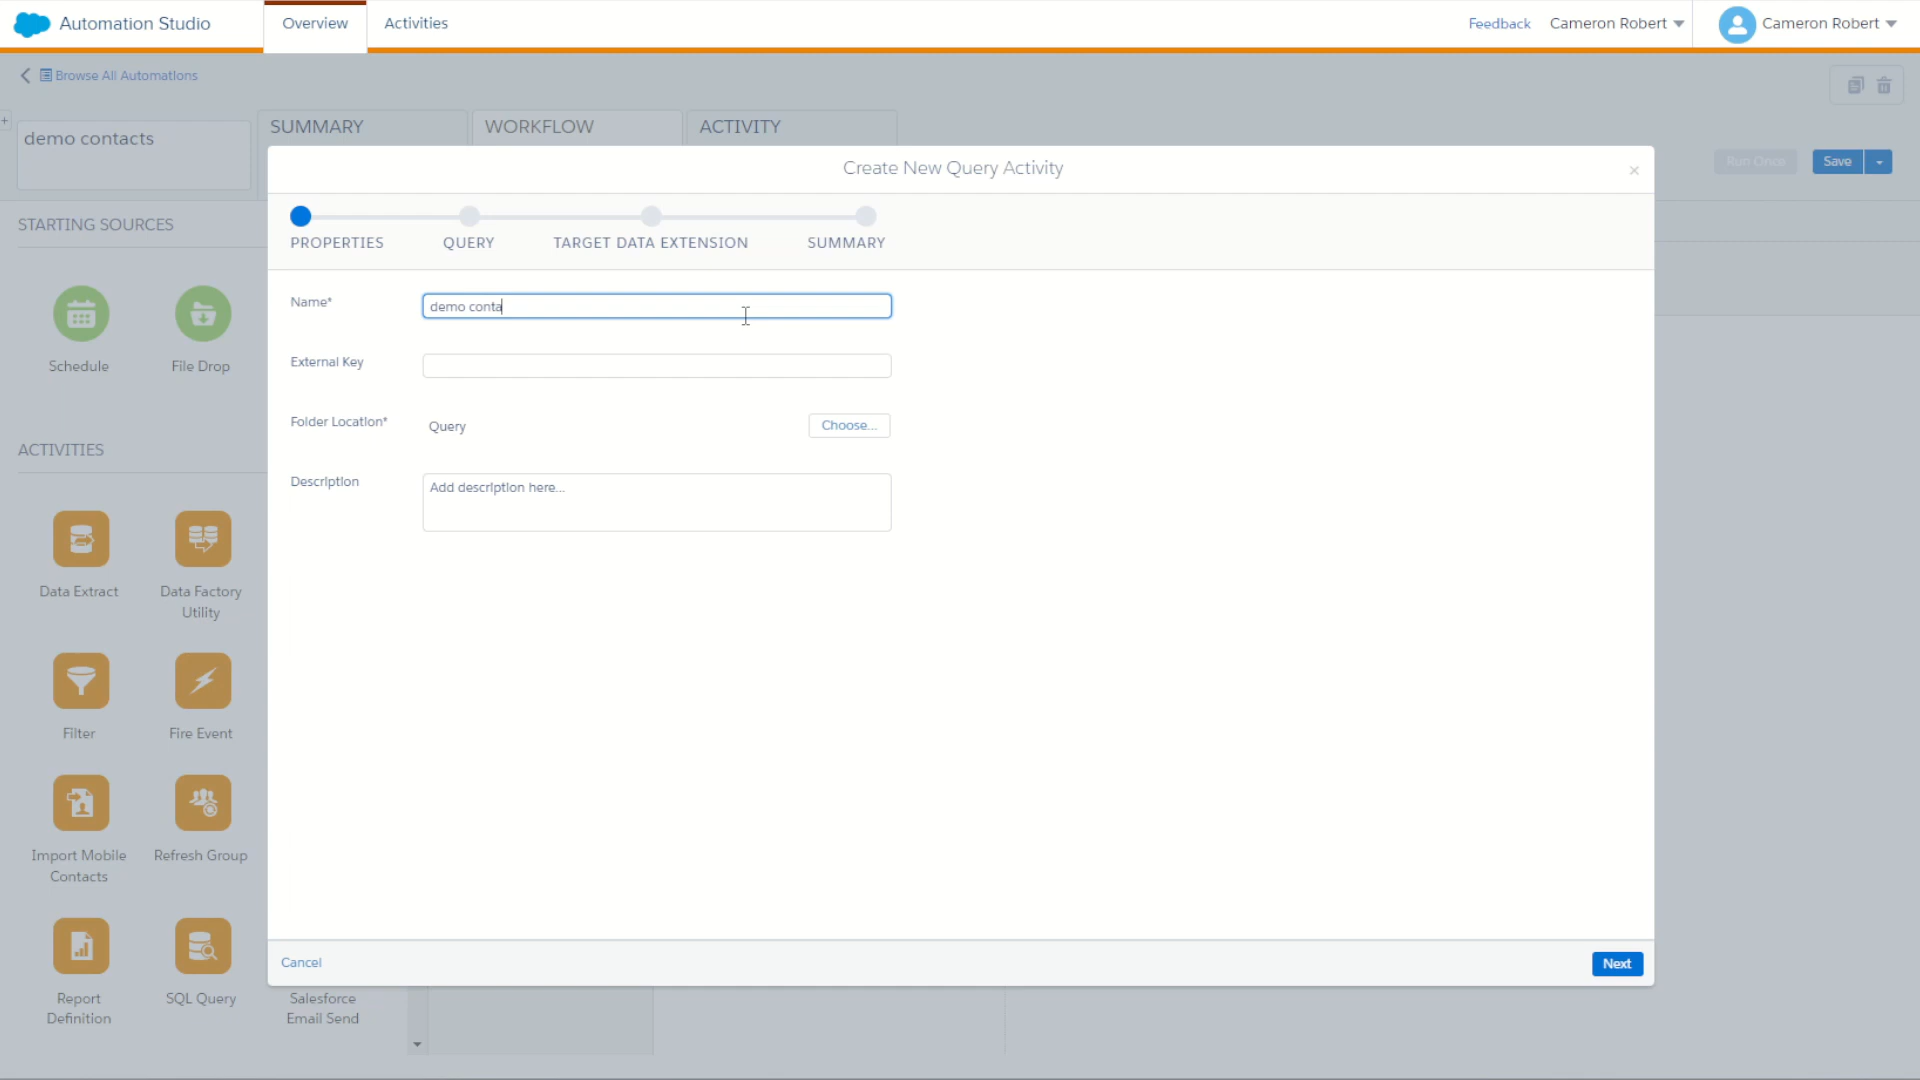 Automation Studio
Overview
Activities
Feedback
Cameron Robert
Cameron Robert
Browse All Automations
+
demo contacts
SUMMARY
WORKFLOW
ACTIVITY
Run Once
Save
Create New Query Activity
×
PROPERTIES
QUERY
TARGET DATA EXTENSION
SUMMARY
STARTING SOURCES
Schedule
File Drop
Name*
demo conta
External Key
Folder Location*
Query
Choose...
Description
Add description here...
ACTIVITIES
Data Extract
Data Factory
Utility
Filter
Fire Event
Import Mobile
Contacts
Refresh Group
Report
Definition
SQL Query
Salesforce
Email Send
Cancel
Next